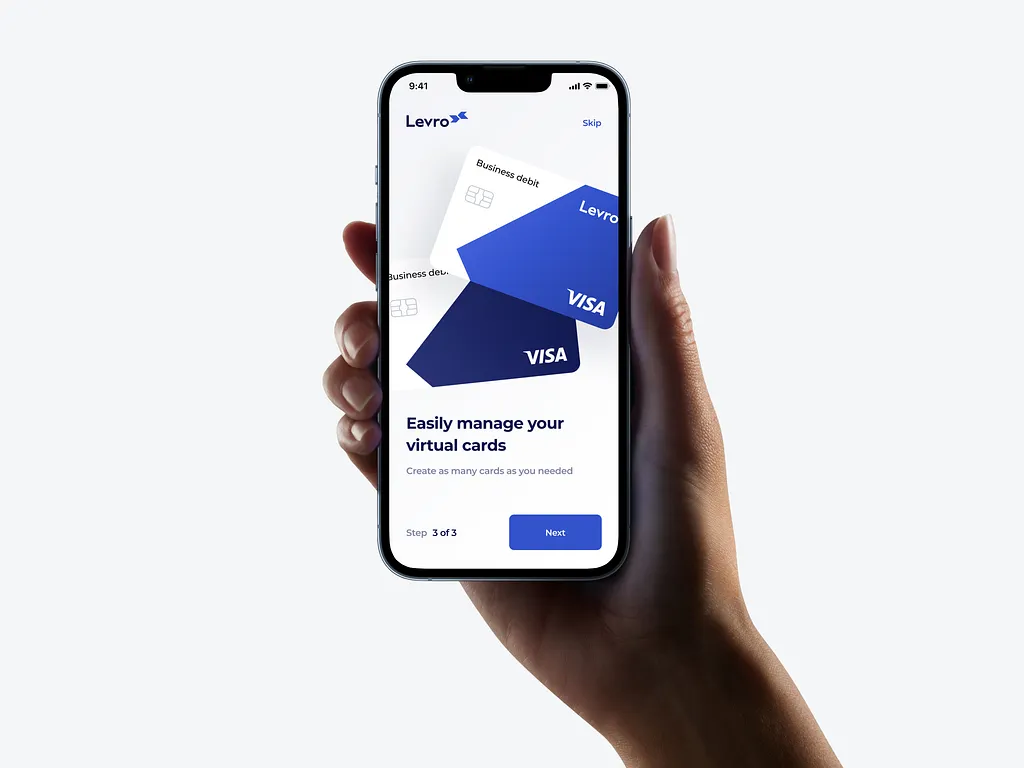 9:41
Levro
Skip
Business debit
Levro
VISA
Business deb
VISA
Easily manage your
virtual cards
Create as many cards as you needed
Step 3 of 3
Next